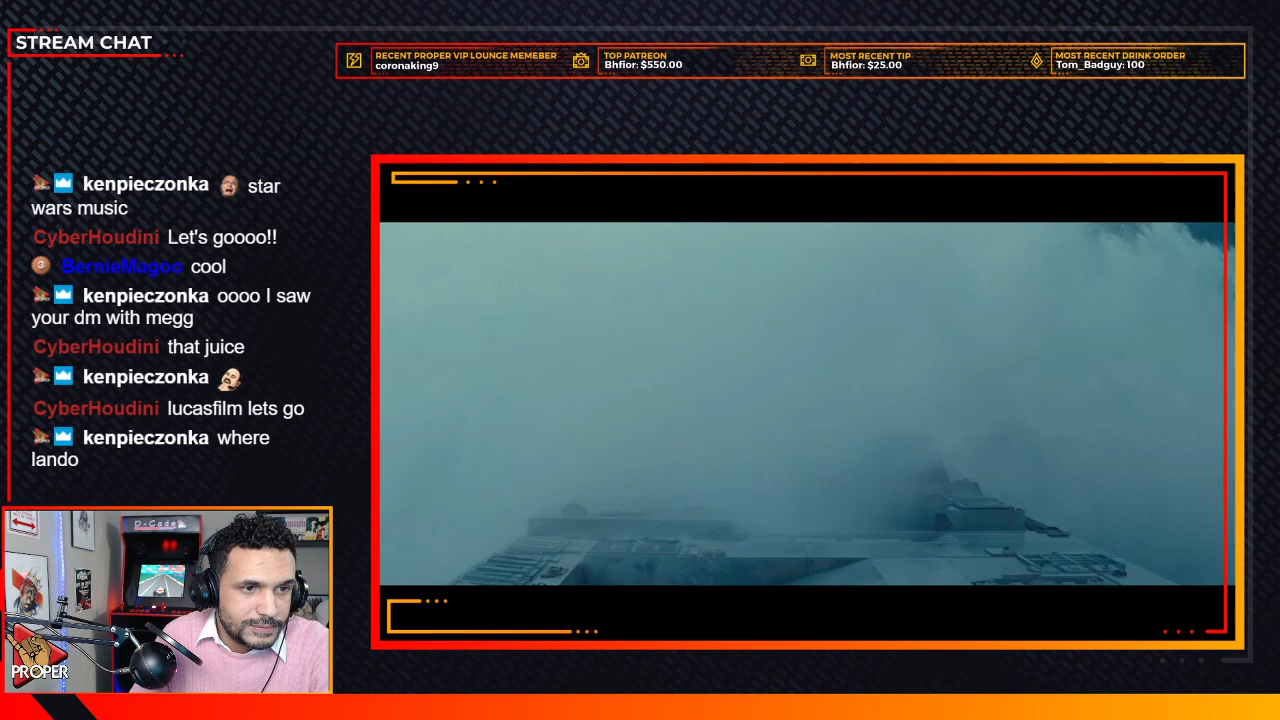 STREAM CHAT
RECENT PROPER VIP LOUNGE MEMEBER
coronaking9
TOP PATREON
Bhfior: $550.00
MOST RECENT TIP
Bhfior: $25.00
MOST RECENT DRINK ORDER
Tom_Badguy: 100
kenpieczonka star
wars music
CyberHoudini Let's goooo!!
3 BernieMagoo cool
kenpieczonka oooo I saw
your dm with megg
CyberHoudini that juice
kenpieczonka
CyberHoudini lucasfilm lets go
kenpieczonka where
lando
D-Cade
PROPER